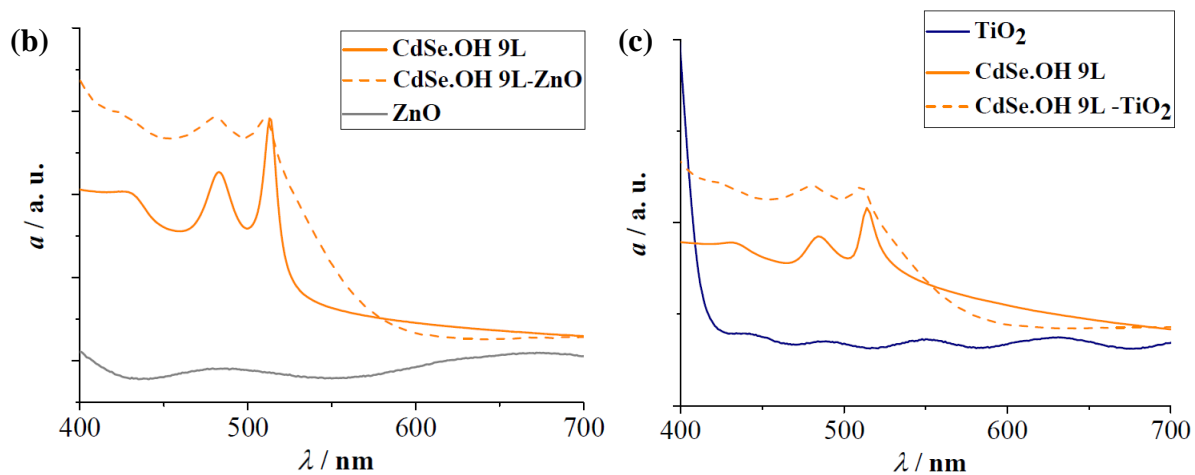 (b)
CdSe.OH 9L
CdSe.OH 9L-ZnO
ZnO
a / a. u.
400
500
600
700
λ / nm
(c)
TiO2
CdSe.OH 9L
CdSe.OH 9L -TiO2
a / a. u.
400
500
600
700
λ / nm